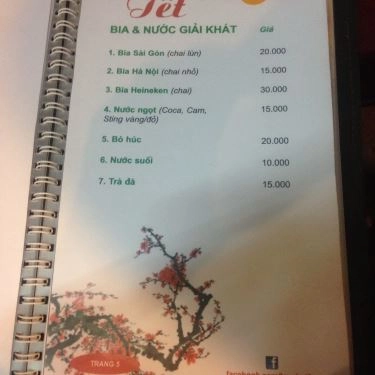 Tết
BIA & NƯỚC GIẢI KHÁT Giá
1. Bia Sài Gòn (chai lùn) 20.000
2. Bia Hà Nội (chai nhỏ) 15.000
3. Bia Heineken (chai) 30.000
4. Nước ngọt (Coca, Cam, 15.000
Sting vàng/đỏ)
5. Bò húc 20.000
6. Nước suối 10.000
7. Trà đá 15.000
TRANG 5